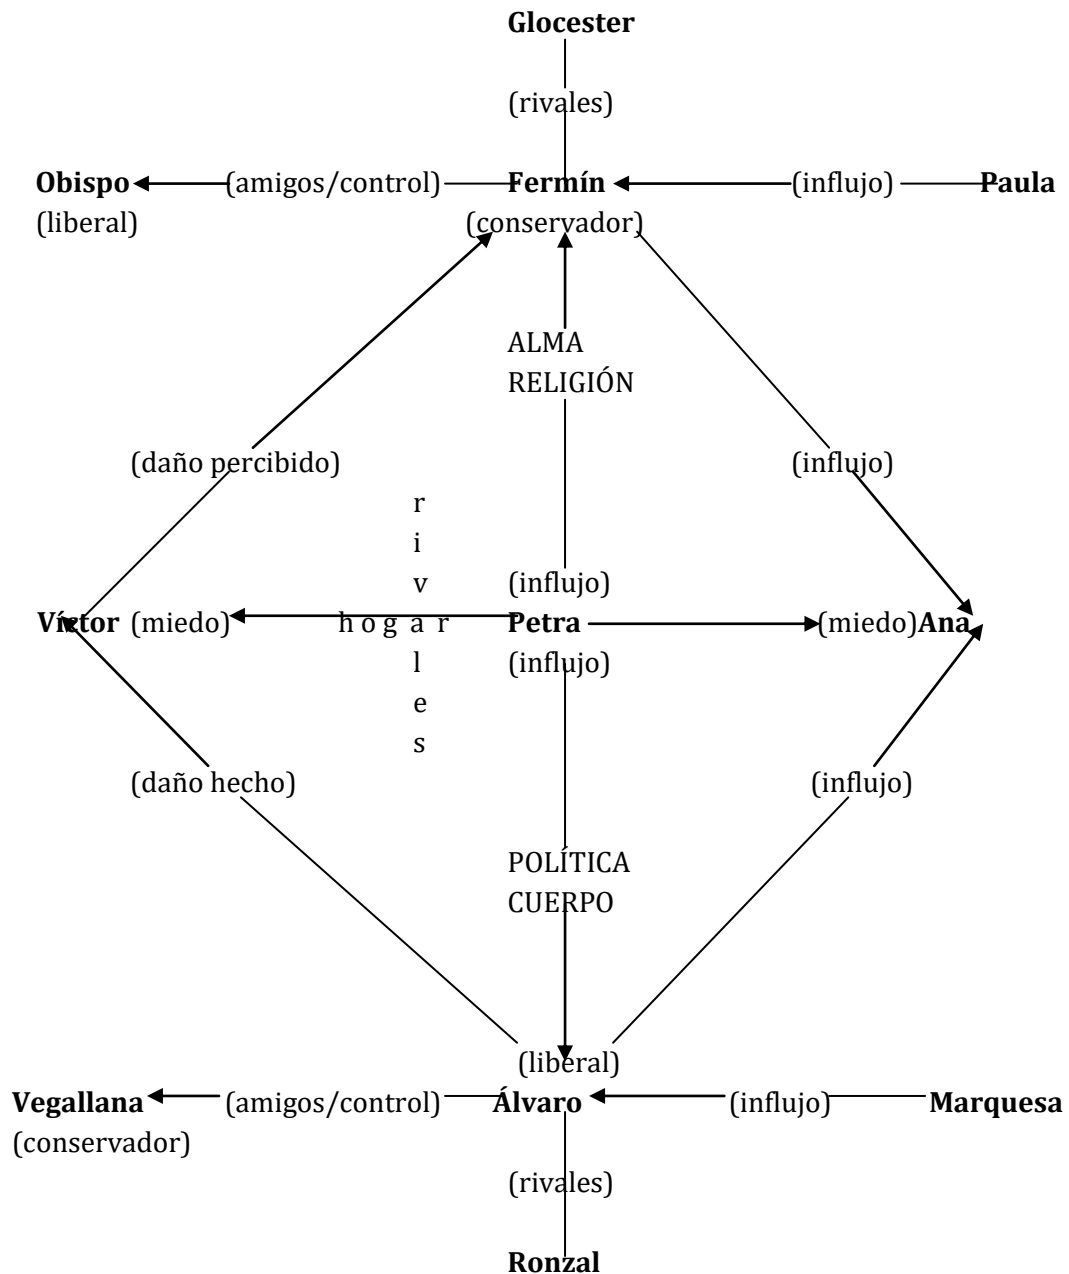 Glocester
(rivales)
Obispo (amigos/control) Fermín (influjo) Paula
(liberal) (conservador)
ALMA
RELIGIÓN
(daño percibido) (influjo)
r
i
v (influjo)
Víctor (miedo) h o g a r Petra (miedo) Ana
l (influjo)
e
s
(daño hecho) (influjo)
POLÍTICA
CUERPO
(liberal)
Vegallana (amigos/control) Álvaro (influjo) Marquesa
(conservador)
(rivales)
Ronzal